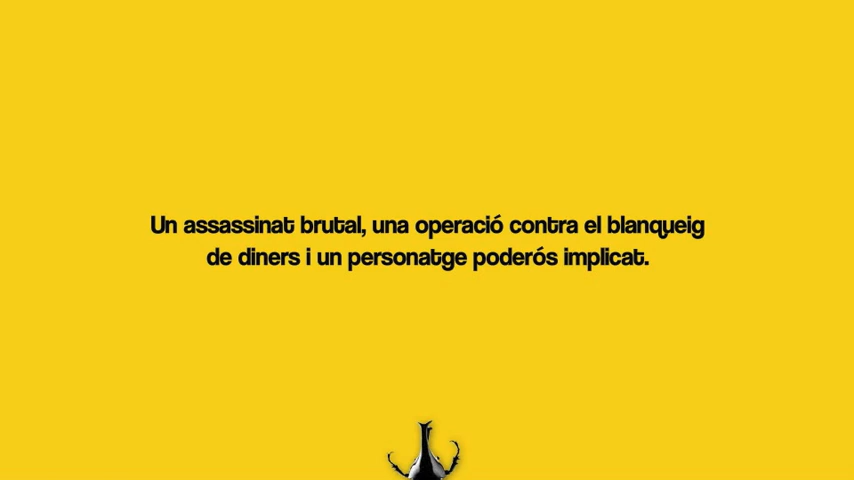 Un assassinat brutal, una operació contra el blanqueig
de diners i un personatge poderós implicat.